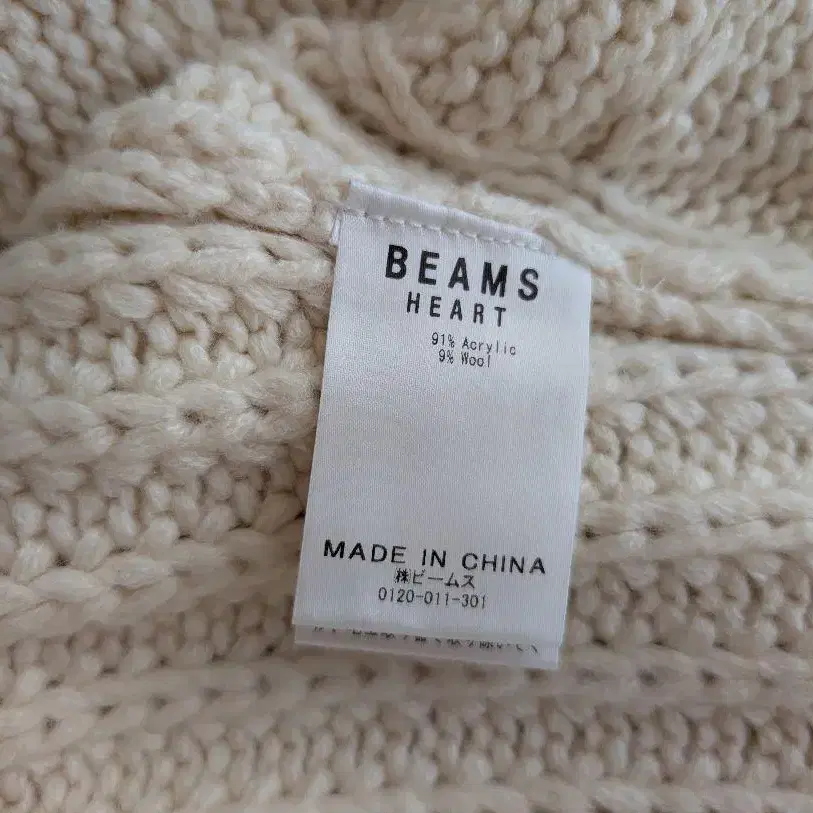 BEAMS
HEART
91% Acrylic
9% Wool
MADE IN CHINA
㈱ビームス
0120-011-301